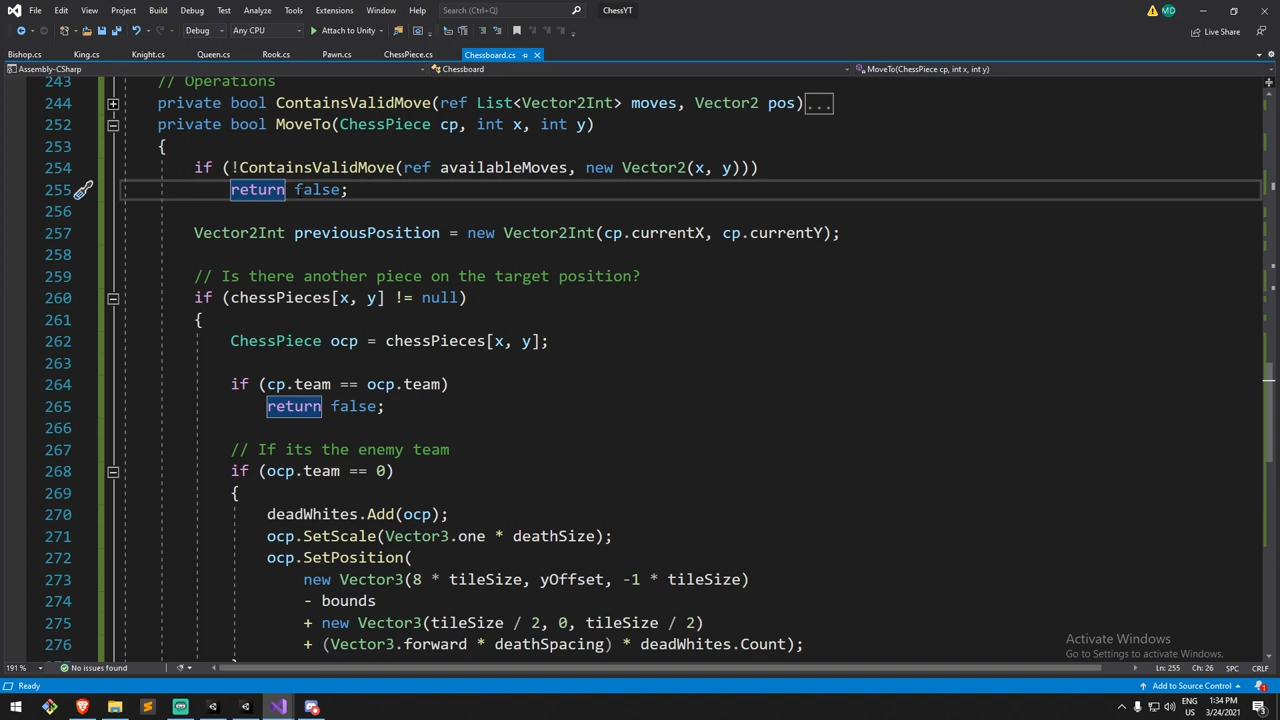 File Edit View Project Build Debug Test Analyze Tools Extensions Window Help Search (Ctrl+Q) ChessYT MD
Debug Any CPU Attach to Unity Live Share
Bishop.cs King.cs Knight.cs Queen.cs Rook.cs Pawn.cs ChessPiece.cs Chessboard.cs
Assembly-CSharp Chessboard MoveTo(ChessPiece cp, int x, int y)
243 // Operations
244 private bool ContainsValidMove(ref List<Vector2Int> moves, Vector2 pos)...
252 private bool MoveTo(ChessPiece cp, int x, int y)
253 {
254 if (!ContainsValidMove(ref availableMoves, new Vector2(x, y)))
255 return false;
256
257 Vector2Int previousPosition = new Vector2Int(cp.currentX, cp.currentY);
258
259 // Is there another piece on the target position?
260 if (chessPieces[x, y] != null)
261 {
262 ChessPiece ocp = chessPieces[x, y];
263
264 if (cp.team == ocp.team)
265 return false;
266
267 // If its the enemy team
268 if (ocp.team == 0)
269 {
270 deadWhites.Add(ocp);
271 ocp.SetScale(Vector3.one * deathSize);
272 ocp.SetPosition(
273 new Vector3(8 * tileSize, yOffset, -1 * tileSize)
274 - bounds
275 + new Vector3(tileSize / 2, 0, tileSize / 2)
276 + (Vector3.forward * deathSpacing) * deadWhites.Count);
Activate Windows
Go to Settings to activate Windows.
191 % No issues found Ln: 255 Ch: 26 SPC CRLF
Ready Add to Source Control 1
ENG 1:34 PM
US 3/24/2021 3